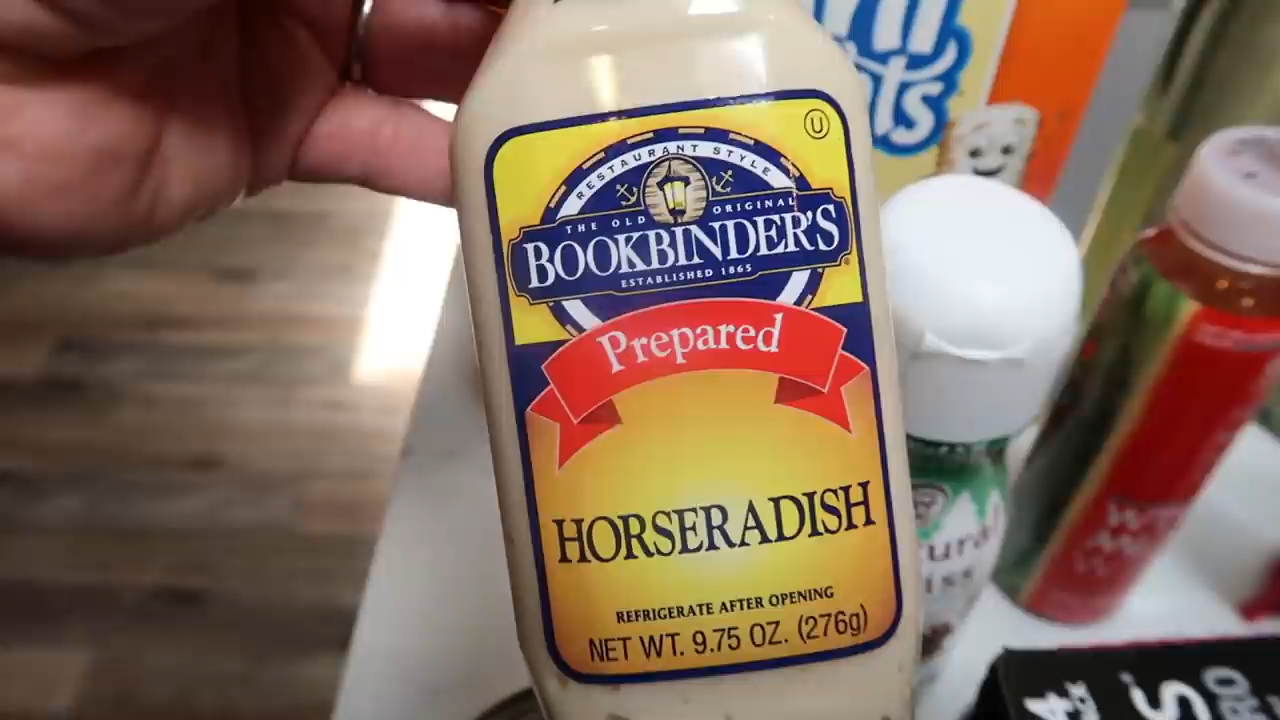 U
RESTAURANT STYLE
THE OLD ORIGINAL
BOOKBINDER'S
ESTABLISHED 1865
Prepared
HORSERADISH
REFRIGERATE AFTER OPENING
NET WT. 9.75 OZ. (276g)